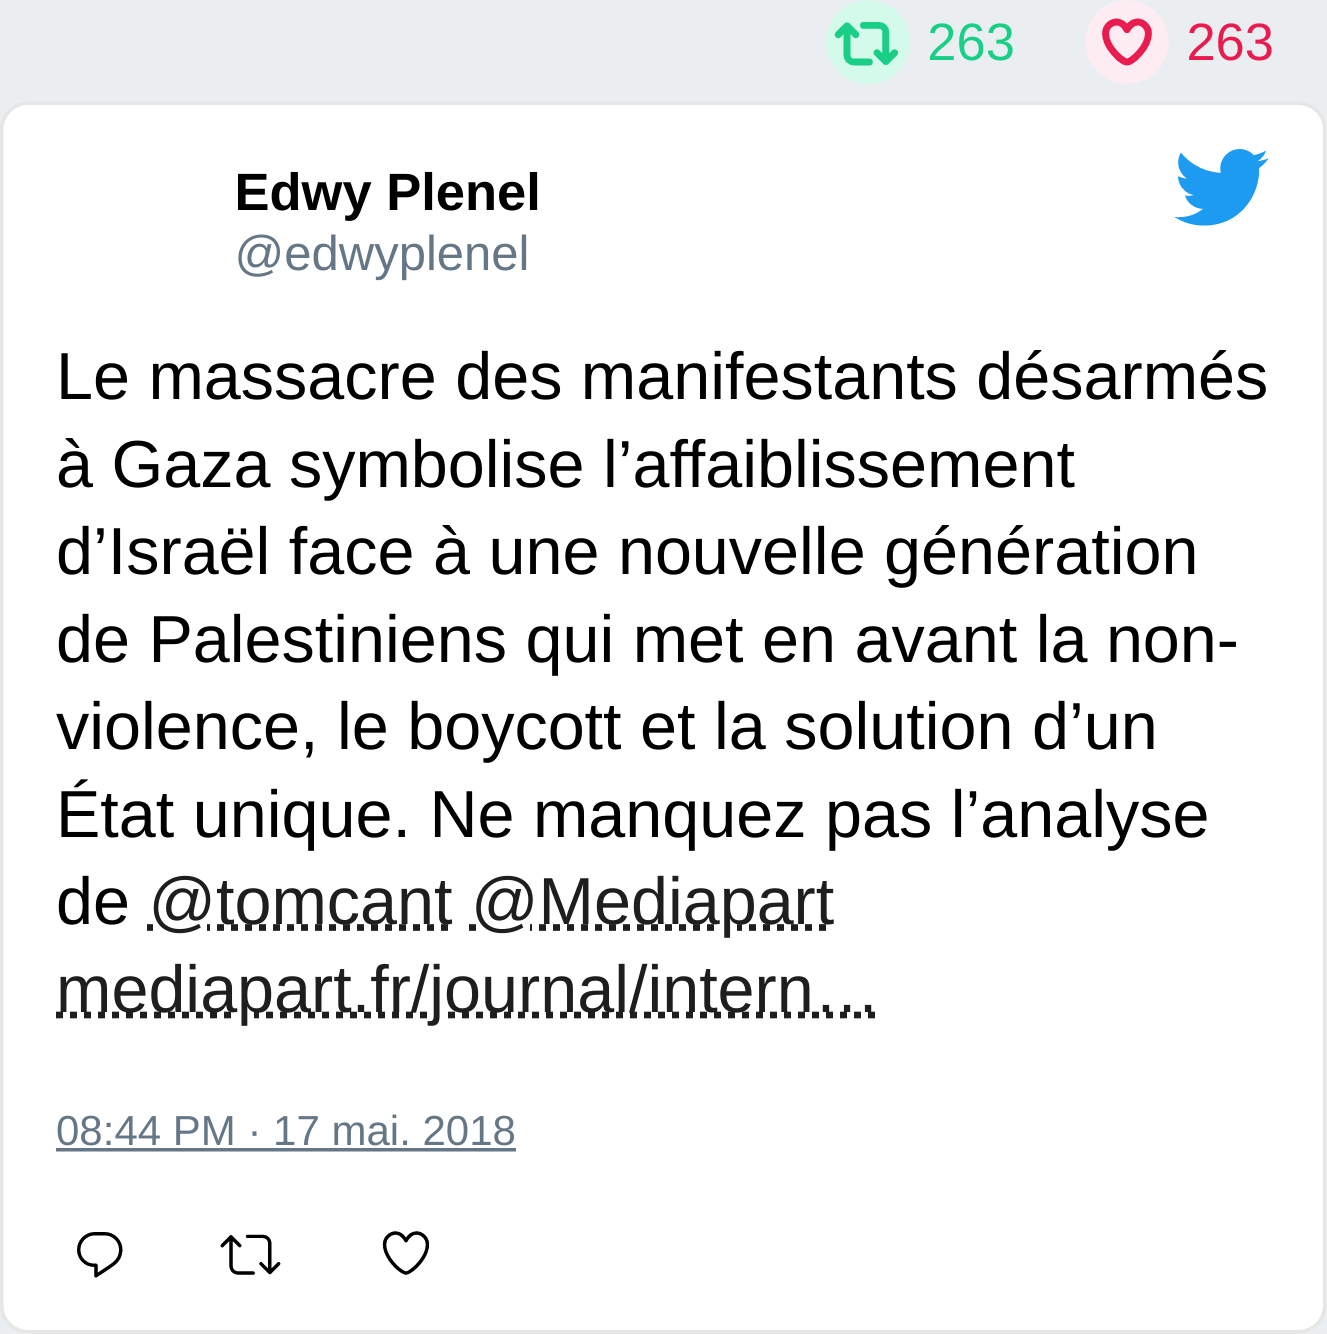 263 263
Edwy Plenel
@edwyplenel
Le massacre des manifestants désarmés
à Gaza symbolise l’affaiblissement
d’Israël face à une nouvelle génération
de Palestiniens qui met en avant la non-
violence, le boycott et la solution d’un
État unique. Ne manquez pas l’analyse
de @tomcant @Mediapart
mediapart.fr/journal/intern…
08:44 PM · 17 mai. 2018